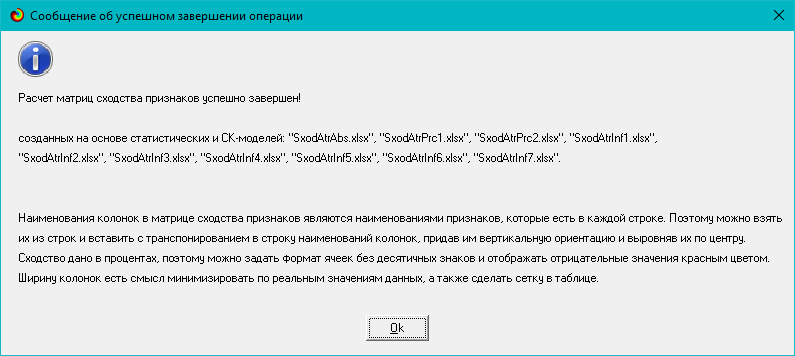 Сообщение об успешном завершении операции
Расчет матриц сходства признаков успешно завершен!
созданных на основе статистических и СК-моделей: "SxodAtrAbs.xlsx", "SxodAtrPrc1.xlsx", "SxodAtrPrc2.xlsx", "SxodAtrInf1.xlsx",
"SxodAtrInf2.xlsx", "SxodAtrInf3.xlsx", "SxodAtrInf4.xlsx", "SxodAtrInf5.xlsx", "SxodAtrInf6.xlsx", "SxodAtrInf7.xlsx".
Наименования колонок в матрице сходства признаков являются наименованиями признаков, которые есть в каждой строке. Поэтому можно взять
их из строк и вставить с транспонированием в строку наименований колонок, придав им вертикальную ориентацию и выровняв их по центру.
Сходство дано в процентах, поэтому можно задать формат ячеек без десятичных знаков и отображать отрицательные значения красным цветом.
Ширину колонок есть смысл минимизировать по реальным значениям данных, а также сделать сетку в таблице.
Ok